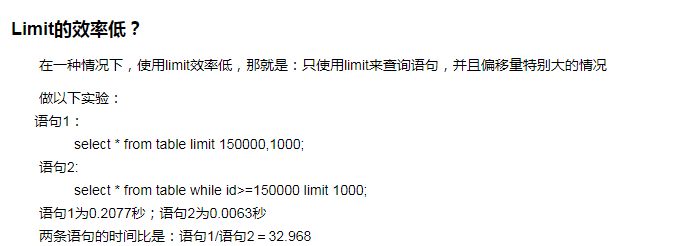 Limit的效率低？
在一种情况下，使用limit效率低，那就是：只使用limit来查询语句，并且偏移量特别大的情况
做以下实验：
语句1：
select * from table limit 150000,1000;
语句2:
select * from table while id>=150000 limit 1000;
语句1为0.2077秒；语句2为0.0063秒
两条语句的时间比是：语句1/语句2＝32.968